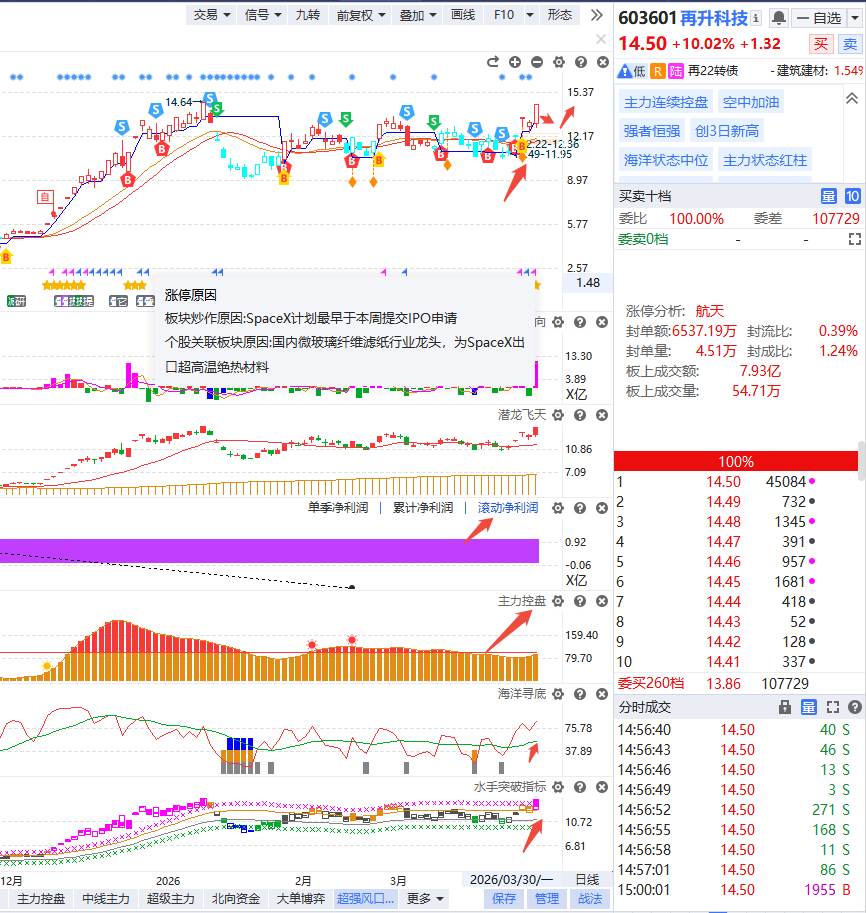 交易 信号 九转 前复权 叠加 画线 F10 形态
603601 再升科技 自选
14.50 +10.02% +1.32 买 卖
低 R 陆 再22转债 -建筑建材: 1.54%
主力连续控盘 空中加油
强者恒强 创3日新高
海洋状态中位 主力状态红柱
买卖十档 量 10
委比 100.00% 委差 107729
委卖0档 - -
涨停分析: 航天
封单额:6537.19万 封流比: 0.39%
封单量: 4.51万 封成比: 1.24%
板上成交额: 7.93亿
板上成交量: 54.71万
100%
1 14.50 45084
2 14.49 732
3 14.48 1345
4 14.47 391
5 14.46 957
6 14.45 1681
7 14.44 418
8 14.43 52
9 14.42 128
10 14.41 337
委买260档 13.86 107729
分时成交 量
14:56:40 14.50 40 S
14:56:43 14.50 46 S
14:56:46 14.50 13 S
14:56:49 14.50 3 S
14:56:52 14.50 271 S
14:56:55 14.50 168 S
14:56:58 14.50 11 S
14:57:01 14.50 86 S
15:00:01 14.50 1955 B
14.64
15.37
12.17
8.97
5.77
2.57
1.48
涨停原因
板块炒作原因:SpaceX计划最早于本周提交IPO申请
个股关联板块原因:国内微玻璃纤维滤纸行业龙头，为SpaceX出
口超高温绝热材料
向
13.30
3.89
X亿
潜龙飞天
10.86
7.09
单季净利润 | 累计净利润 | 滚动净利润
0.92
-0.06
X亿
主力控盘
159.40
79.70
海洋寻底
75.78
37.89
水手突破指标
10.72
6.81
12月 2026 2月 3月 2026/03/30/一 日线
主力控盘 中线主力 超级主力 北向资金 大单博弈 超强风口... 更多 保存 管理 战法